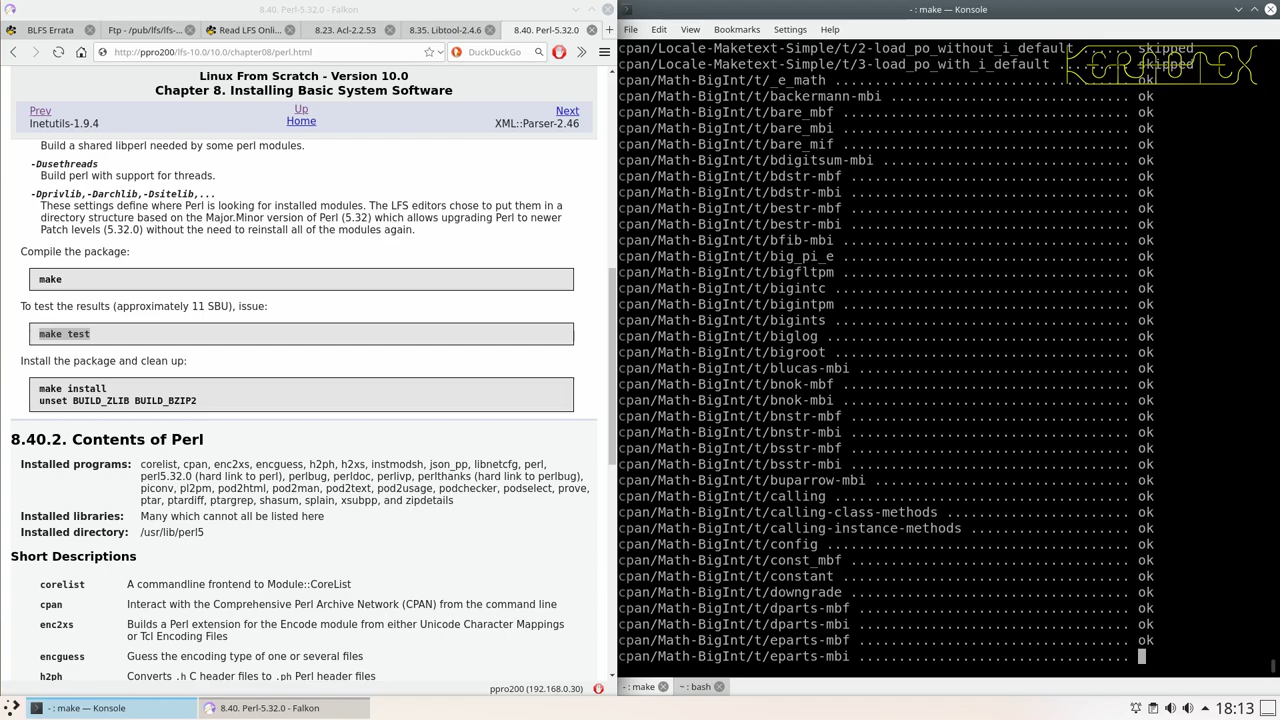 8.40. Perl-5.32.0 - Falkon
- : make — Konsole
BLFS Errata
Ftp - /pub/lfs/lfs-...
Read LFS Onli...
8.23. Acl-2.2.53
8.35. Libtool-2.4.6
8.40. Perl-5.32.0
File Edit View Bookmarks Settings Help
http://ppro200/lfs-10.0/10.0/chapter08/perl.html
DuckDuckGo
KERNOTEX
Linux From Scratch - Version 10.0
Chapter 8. Installing Basic System Software
Prev
Up
Next
Inetutils-1.9.4
Home
XML::Parser-2.46
Build a shared libperl needed by some perl modules.
-Dusethreads
Build perl with support for threads.
-Dprivlib,-Darchlib,-Dsitelib,...
These settings define where Perl is looking for installed modules. The LFS editors chose to put them in a
directory structure based on the Major.Minor version of Perl (5.32) which allows upgrading Perl to newer
Patch levels (5.32.0) without the need to reinstall all of the modules again.
Compile the package:
make
To test the results (approximately 11 SBU), issue:
make test
Install the package and clean up:
make install
unset BUILD_ZLIB BUILD_BZIP2
8.40.2. Contents of Perl
Installed programs: corelist, cpan, enc2xs, encguess, h2ph, h2xs, instmodsh, json_pp, libnetcfg, perl,
perl5.32.0 (hard link to perl), perlbug, perldoc, perlivp, perlthanks (hard link to perlbug),
piconv, pl2pm, pod2html, pod2man, pod2text, pod2usage, podchecker, podselect, prove,
ptar, ptardiff, ptargrep, shasum, splain, xsubpp, and zipdetails
Installed libraries: Many which cannot all be listed here
Installed directory: /usr/lib/perl5
Short Descriptions
corelist A commandline frontend to Module::CoreList
cpan Interact with the Comprehensive Perl Archive Network (CPAN) from the command line
enc2xs Builds a Perl extension for the Encode module from either Unicode Character Mappings
or Tcl Encoding Files
encguess Guess the encoding type of one or several files
h2ph Converts .h C header files to .ph Perl header files
ppro200 (192.168.0.30)
cpan/Locale-Maketext-Simple/t/2-load_po_without_i_default ..... skipped
cpan/Locale-Maketext-Simple/t/3-load_po_with_i_default ........ skipped
cpan/Math-BigInt/t/_e_math .................................... ok
cpan/Math-BigInt/t/backermann-mbi ............................. ok
cpan/Math-BigInt/t/bare_mbf ................................... ok
cpan/Math-BigInt/t/bare_mbi ................................... ok
cpan/Math-BigInt/t/bare_mif ................................... ok
cpan/Math-BigInt/t/bdigitsum-mbi .............................. ok
cpan/Math-BigInt/t/bdstr-mbf .................................. ok
cpan/Math-BigInt/t/bdstr-mbi .................................. ok
cpan/Math-BigInt/t/bestr-mbf .................................. ok
cpan/Math-BigInt/t/bestr-mbi .................................. ok
cpan/Math-BigInt/t/bfib-mbi ................................... ok
cpan/Math-BigInt/t/big_pi_e ................................... ok
cpan/Math-BigInt/t/bigfltpm ................................... ok
cpan/Math-BigInt/t/bigintc .................................... ok
cpan/Math-BigInt/t/bigintpm ................................... ok
cpan/Math-BigInt/t/bigints .................................... ok
cpan/Math-BigInt/t/biglog ..................................... ok
cpan/Math-BigInt/t/bigroot .................................... ok
cpan/Math-BigInt/t/blucas-mbi ................................. ok
cpan/Math-BigInt/t/bnok-mbf ................................... ok
cpan/Math-BigInt/t/bnok-mbi ................................... ok
cpan/Math-BigInt/t/bnstr-mbf .................................. ok
cpan/Math-BigInt/t/bnstr-mbi .................................. ok
cpan/Math-BigInt/t/bsstr-mbf .................................. ok
cpan/Math-BigInt/t/bsstr-mbi .................................. ok
cpan/Math-BigInt/t/buparrow-mbi ............................... ok
cpan/Math-BigInt/t/calling .................................... ok
cpan/Math-BigInt/t/calling-class-methods ...................... ok
cpan/Math-BigInt/t/calling-instance-methods ................... ok
cpan/Math-BigInt/t/config ..................................... ok
cpan/Math-BigInt/t/const_mbf .................................. ok
cpan/Math-BigInt/t/constant ................................... ok
cpan/Math-BigInt/t/downgrade .................................. ok
cpan/Math-BigInt/t/dparts-mbf ................................. ok
cpan/Math-BigInt/t/dparts-mbi ................................. ok
cpan/Math-BigInt/t/eparts-mbf ................................. ok
cpan/Math-BigInt/t/eparts-mbi .................................
- : make
~ : bash
- : make — Konsole
8.40. Perl-5.32.0 - Falkon
18:13